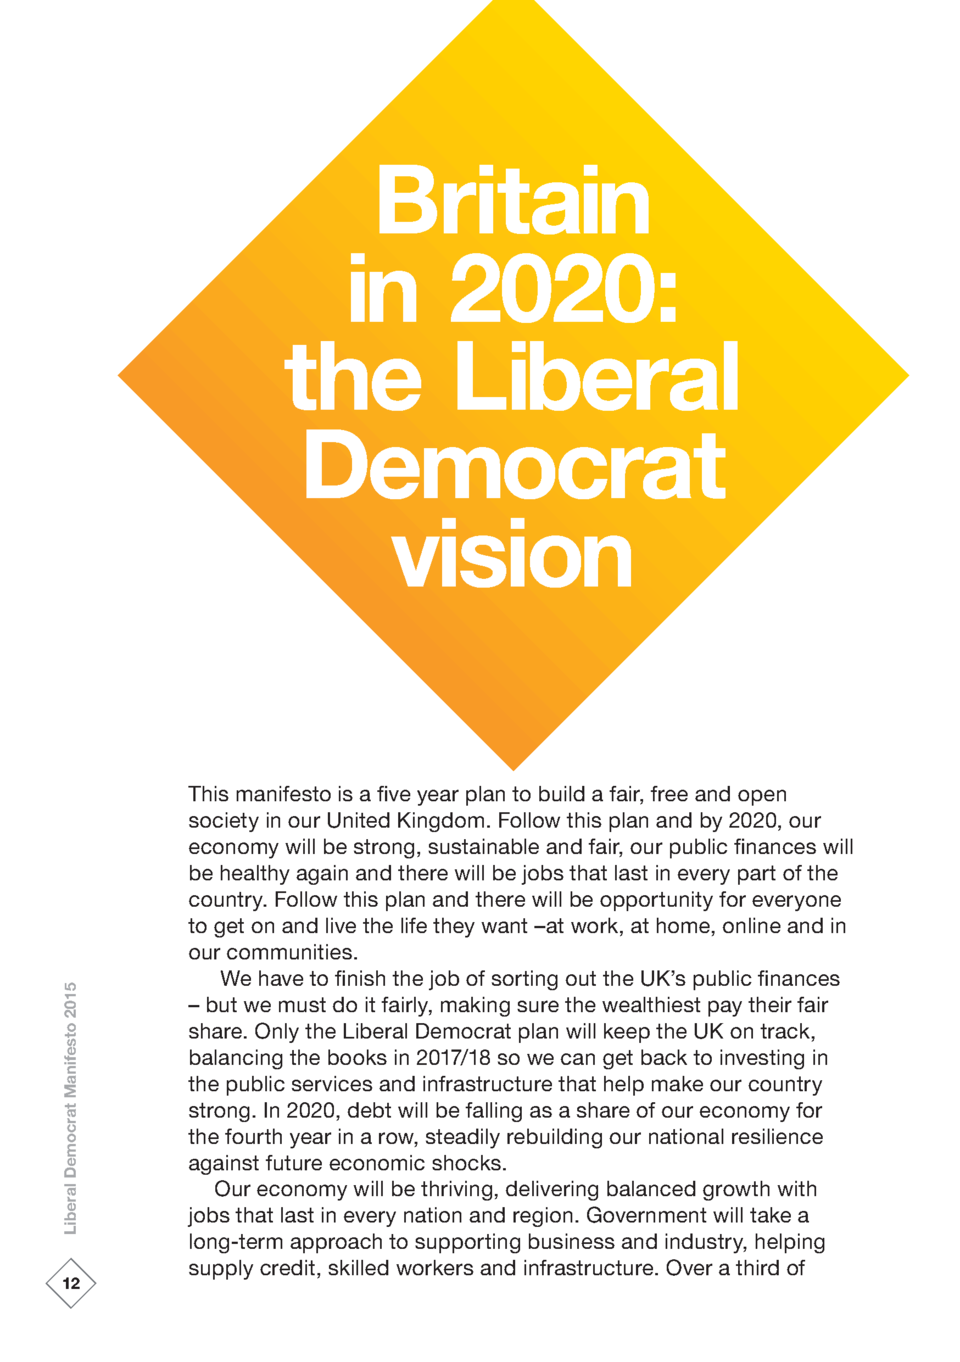 Britain
in 2020:
the Liberal
Democrat
vision
This manifesto is a five year plan to build a fair, free and open
society in our United Kingdom. Follow this plan and by 2020, our
economy will be strong, sustainable and fair, our public finances will
be healthy again and there will be jobs that last in every part of the
country. Follow this plan and there will be opportunity for everyone
to get on and live the life they want –at work, at home, online and in
our communities.
We have to finish the job of sorting out the UK’s public finances
– but we must do it fairly, making sure the wealthiest pay their fair
share. Only the Liberal Democrat plan will keep the UK on track,
balancing the books in 2017/18 so we can get back to investing in
the public services and infrastructure that help make our country
strong. In 2020, debt will be falling as a share of our economy for
the fourth year in a row, steadily rebuilding our national resilience
against future economic shocks.
Our economy will be thriving, delivering balanced growth with
jobs that last in every nation and region. Government will take a
long-term approach to supporting business and industry, helping
supply credit, skilled workers and infrastructure. Over a third of
Liberal Democrat Manifesto 2015
12